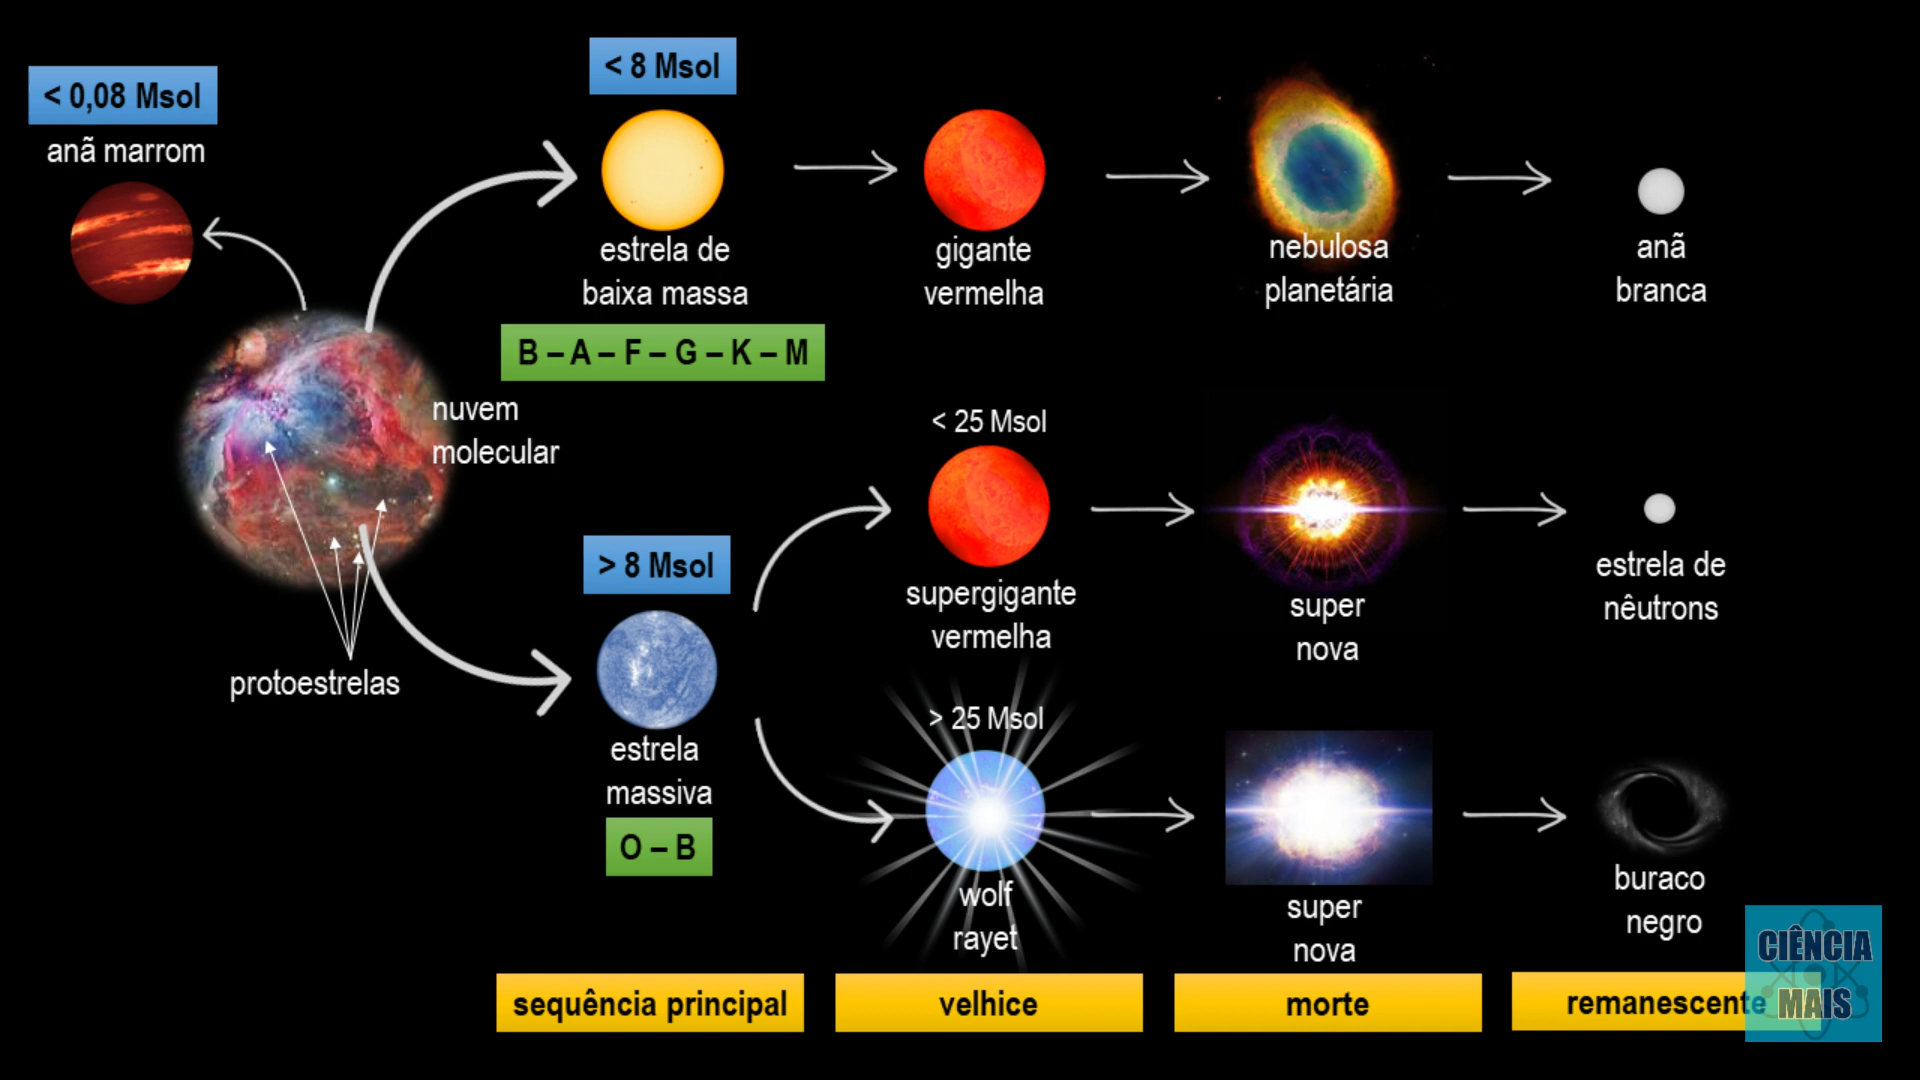 < 0,08 Msol
anã marrom
nuvem
molecular
protoestrelas
< 8 Msol
estrela de
baixa massa
B – A – F – G – K – M
gigante
vermelha
nebulosa
planetária
anã
branca
> 8 Msol
estrela
massiva
O – B
< 25 Msol
supergigante
vermelha
super
nova
estrela de
nêutrons
> 25 Msol
wolf
rayet
super
nova
buraco
negro
sequência principal
velhice
morte
remanescente
CIÊNCIA
MAIS